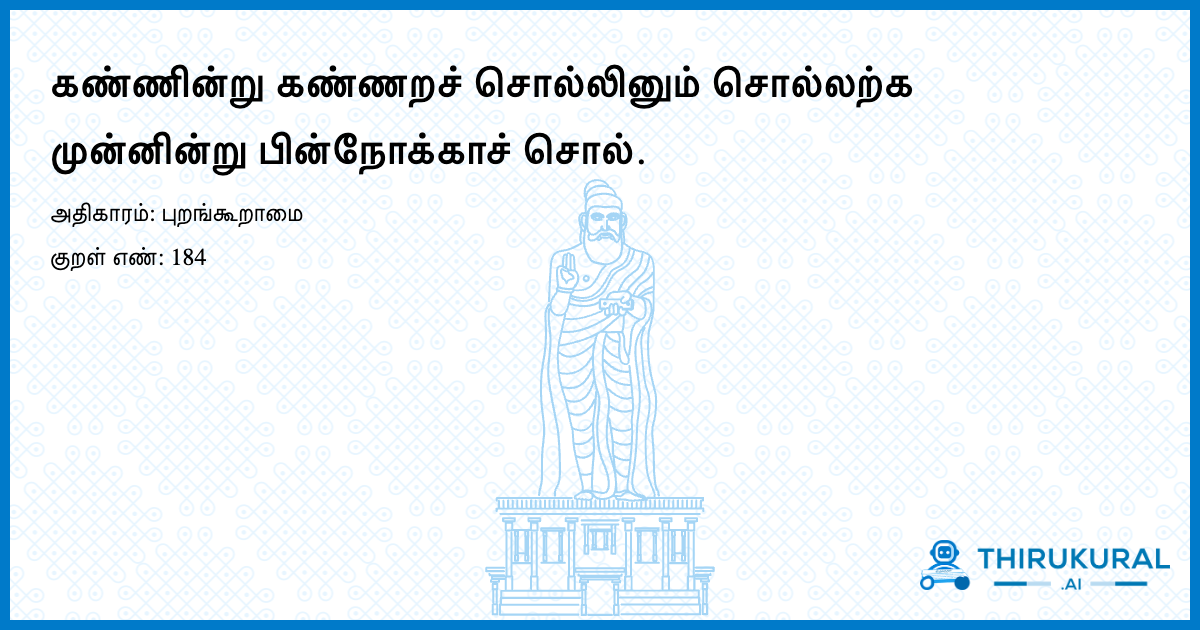 கண்ணின்று கண்ணறச் சொல்லினும் சொல்லற்க
முன்னின்று பின்நோக்காச் சொல்.
அதிகாரம்: புறங்கூறாமை
குறள் எண்: 184
THIRUKURAL
.AI